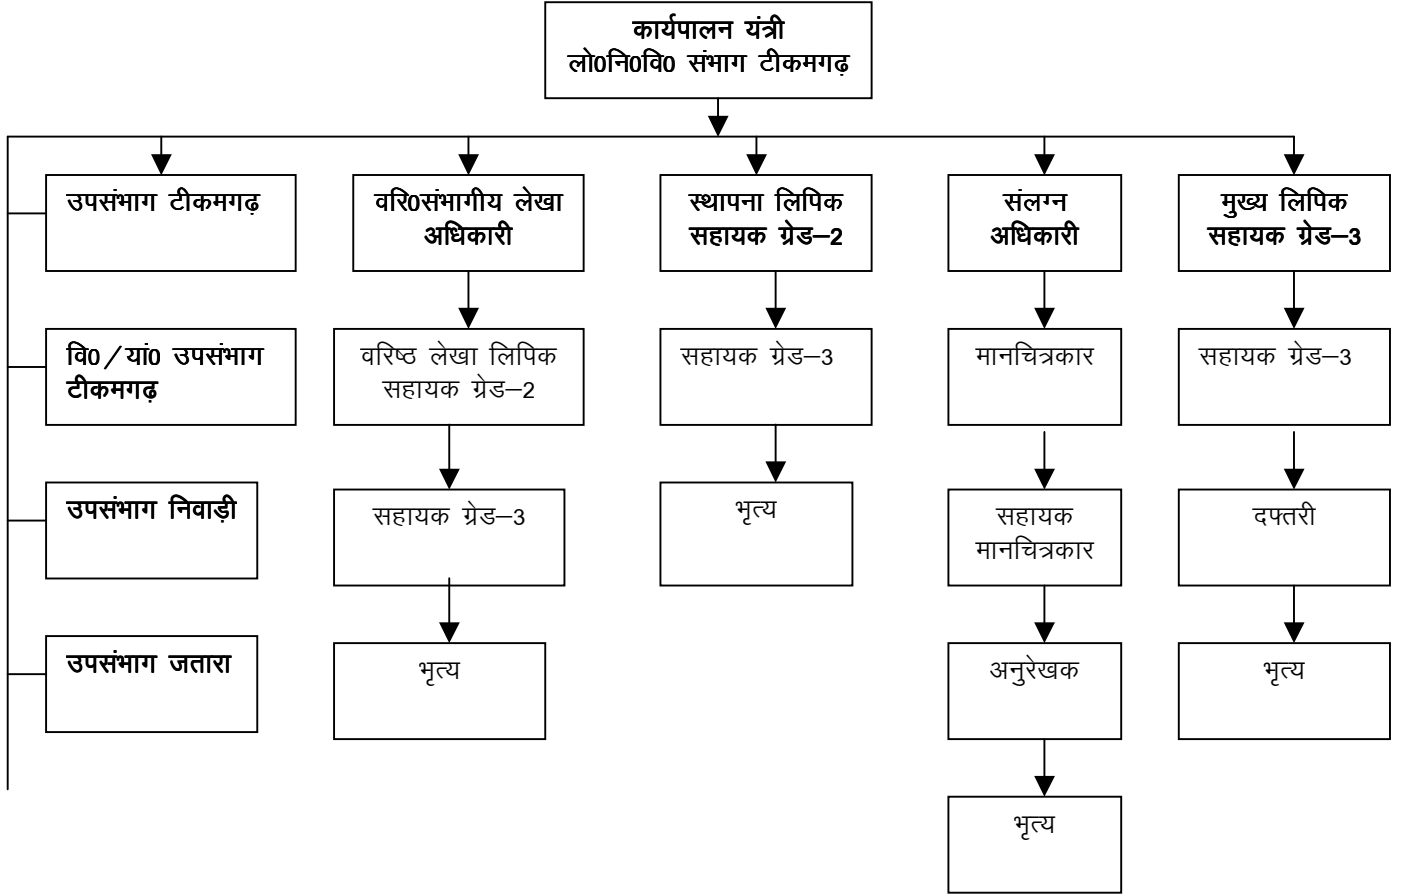 कार्यपालन यंत्री
लो0नि0वि0 संभाग टीकमगढ़
उपसंभाग टीकमगढ़
वरि0संभागीय लेखा
अधिकारी
स्थापना लिपिक
सहायक ग्रेड–2
संलग्न
अधिकारी
मुख्य लिपिक
सहायक ग्रेड–3
वि0/यां0 उपसंभाग
टीकमगढ़
वरिष्ठ लेखा लिपिक
सहायक ग्रेड–2
सहायक ग्रेड–3
मानचित्रकार
सहायक ग्रेड–3
उपसंभाग निवाड़ी
सहायक ग्रेड–3
भृत्य
सहायक
मानचित्रकार
दफ्तरी
उपसंभाग जतारा
भृत्य
अनुरेखक
भृत्य
भृत्य